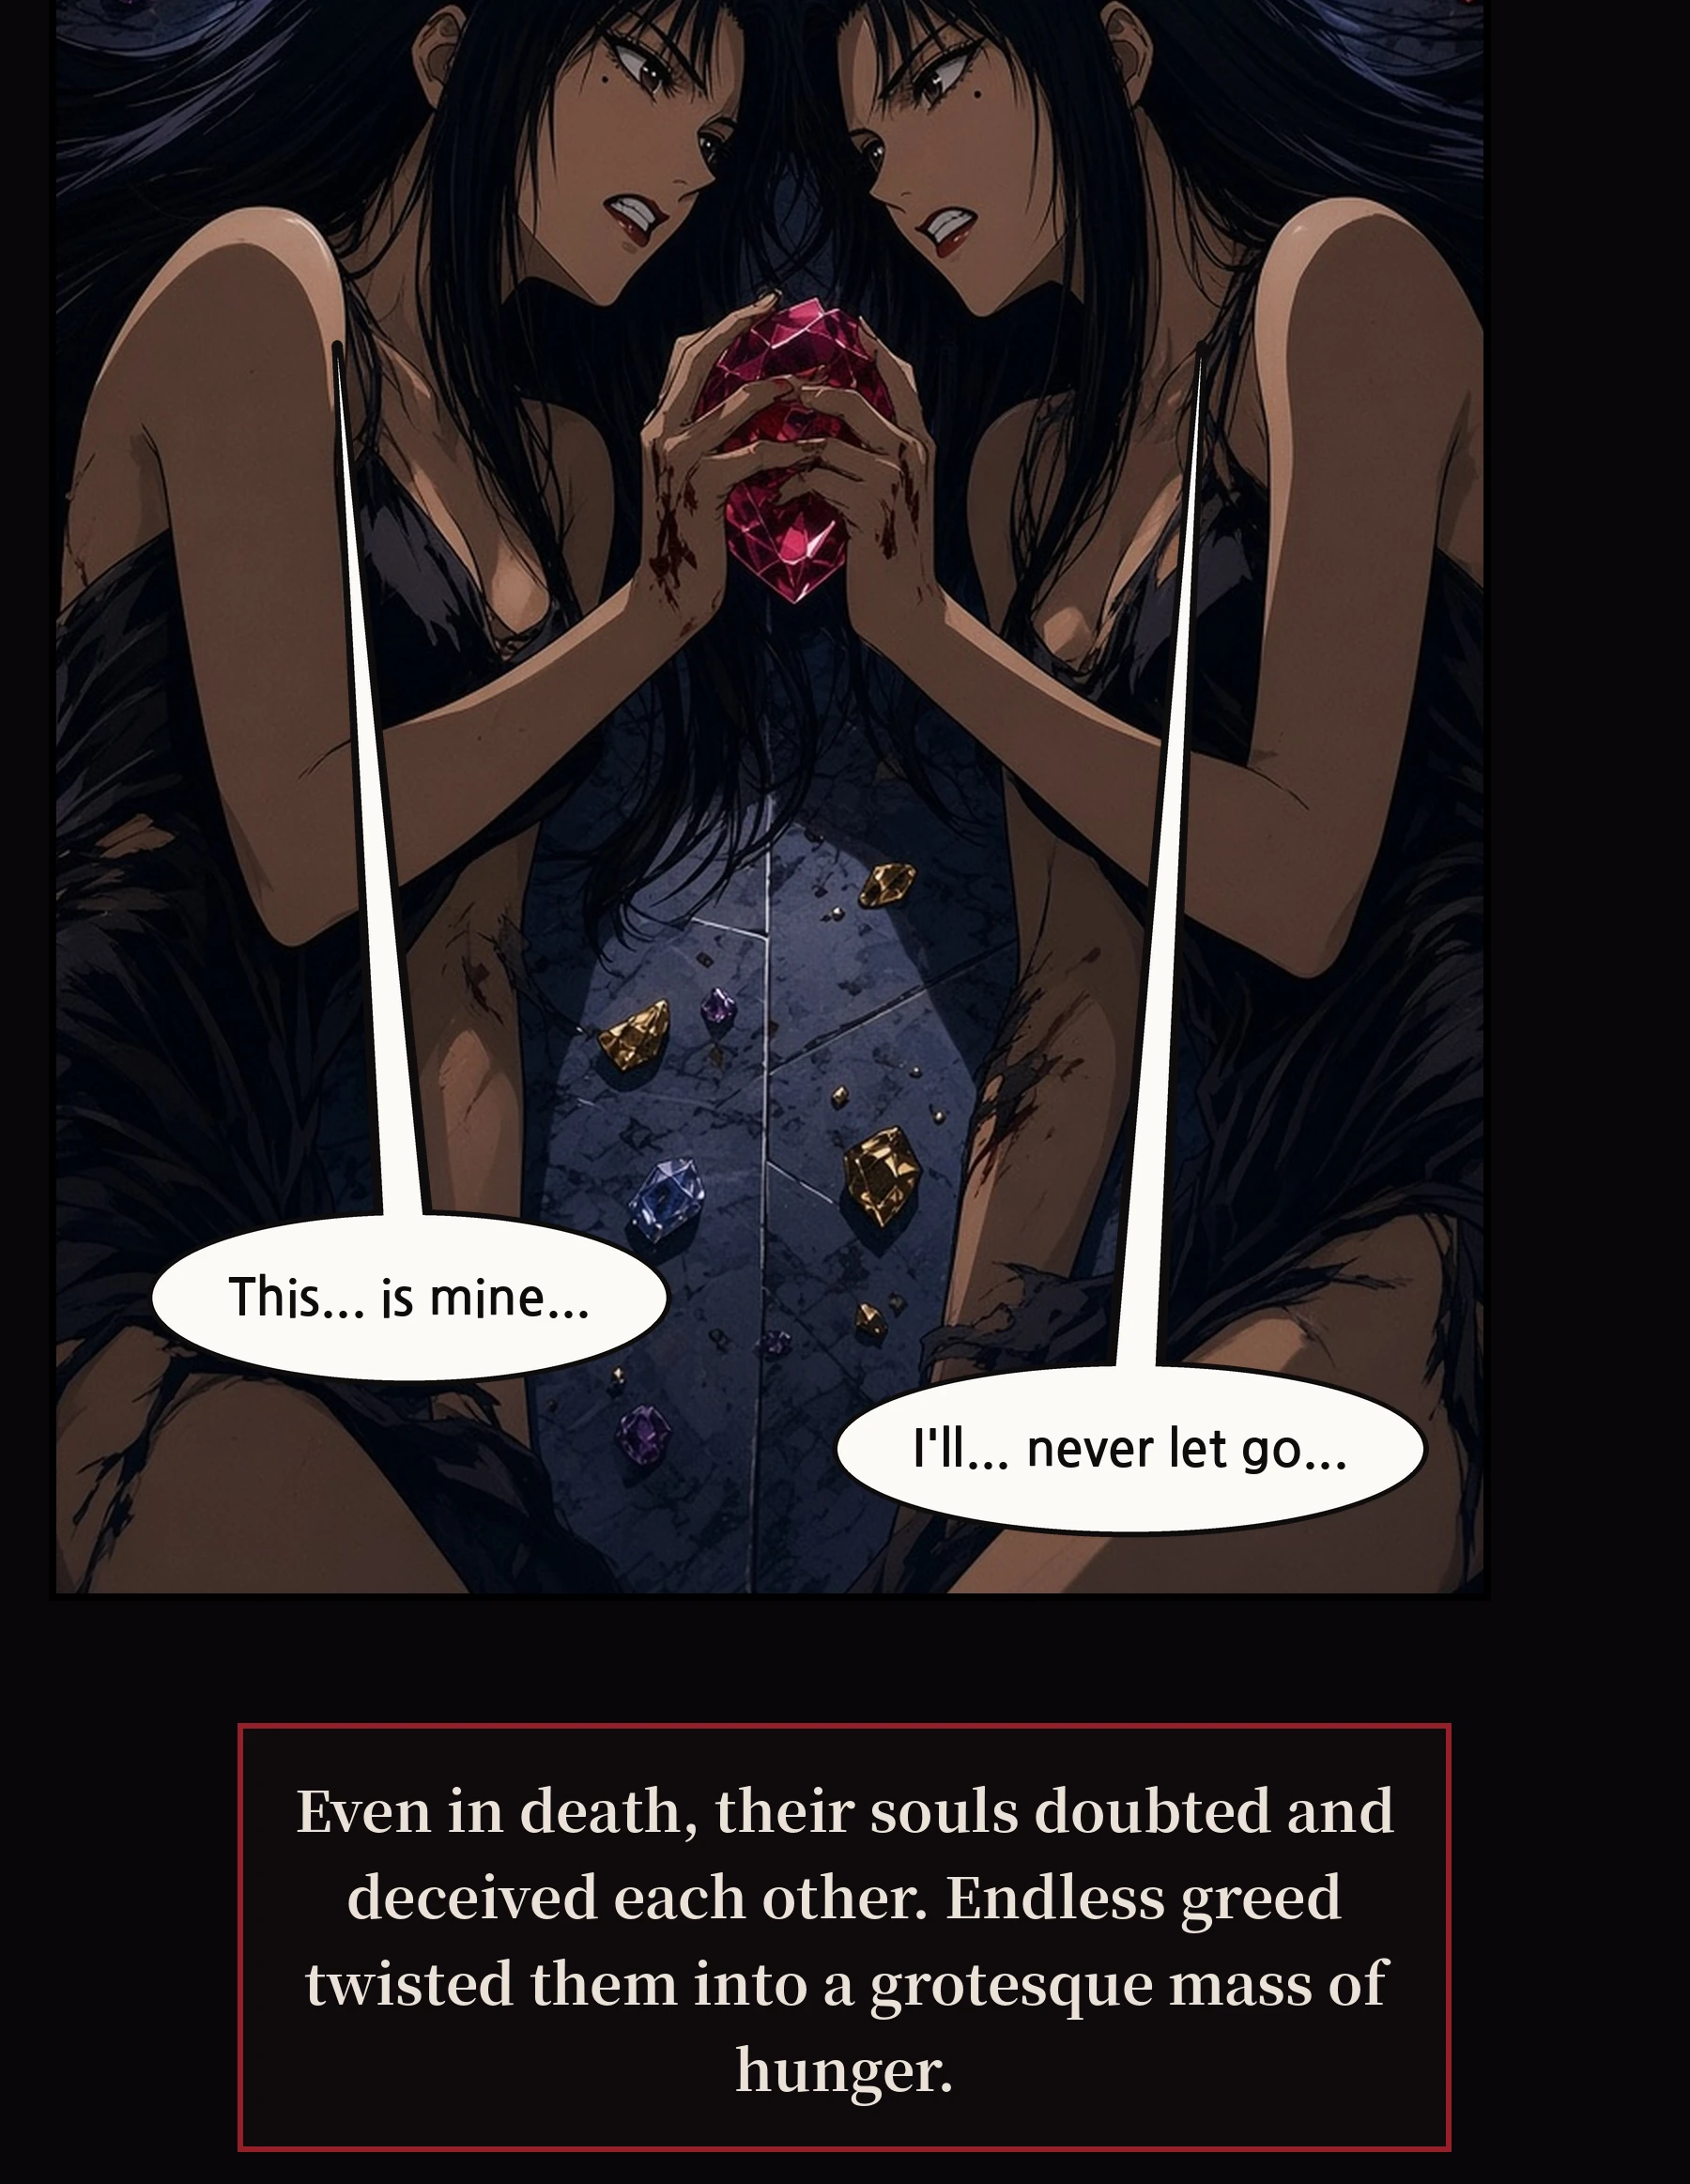 This... is mine...
I'll... never let go...
Even in death, their souls doubted and
deceived each other. Endless greed
twisted them into a grotesque mass of
hunger.